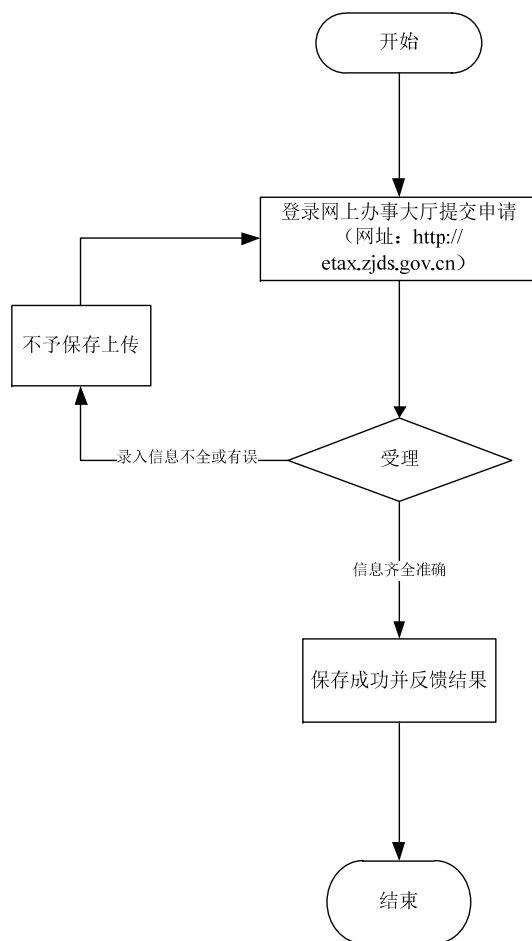 开始
登录网上办事大厅提交申请
（网址：http://
etax.zjds.gov.cn）
不予保存上传
录入信息不全或有误
受理
信息齐全准确
保存成功并反馈结果
结束